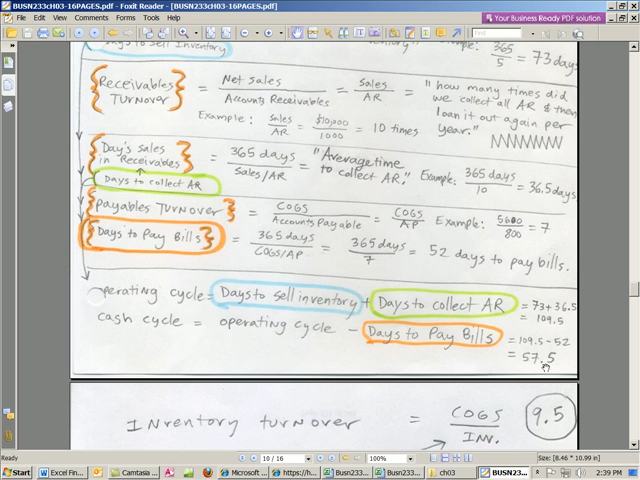 BUSN233cH03-16PAGES.pdf - Foxit Reader - [BUSN233cH03-16PAGES.pdf]
File Edit View Comments Forms Tools Help
Your Business Ready PDF solution
Find
Days to Sell Inventory
Example: 365/5 = 73 days
Receivables Turnover = Net Sales / Accounts Receivables = Sales / AR = "how many times did we collect all AR & then loan it out again per year."
Example: Sales / AR = $10,000 / 1000 = 10 times
Day's sales in "Receivables" = 365 days / Sales/AR = "Average time to collect AR." Example: 365 days / 10 = 36.5 days
Days to collect AR
Payables Turnover = COGS / Accounts Payable = COGS / AP Example: 5600 / 800 = 7
Days to Pay Bills = 365 days / COGS/AP = 365 days / 7 = 52 days to pay bills.
operating cycle = Days to sell inventory + Days to collect AR = 73+36.5
= 109.5
cash cycle = operating cycle - Days to Pay Bills = 109.5-52
= 57.5
Inventory turnover = COGS / INV. 9.5
Ready 10 / 16 100% Size: [8.46 * 10.99 in]
Start Excel Fin... Camtasia ... Microsoft ... https://h... Busn233... Busn233... ch03 BUSN233... 2:39 PM